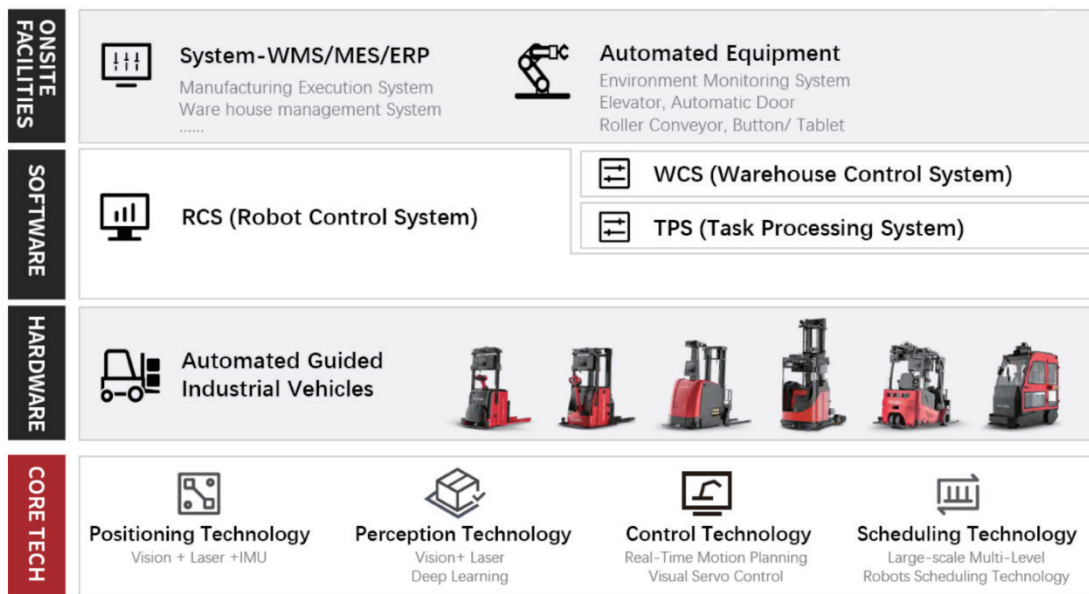 ONSITE
FACILITIES
System-WMS/MES/ERP
Manufacturing Execution System
Ware house management System
......
Automated Equipment
Environment Monitoring System
Elevator, Automatic Door
Roller Conveyor, Button/ Tablet
SOFTWARE
RCS (Robot Control System)
WCS (Warehouse Control System)
TPS (Task Processing System)
HARDWARE
Automated Guided
Industrial Vehicles
CORE TECH
Positioning Technology
Vision + Laser +IMU
Perception Technology
Vision+ Laser
Deep Learning
Control Technology
Real-Time Motion Planning
Visual Servo Control
Scheduling Technology
Large-scale Multi-Level
Robots Scheduling Technology